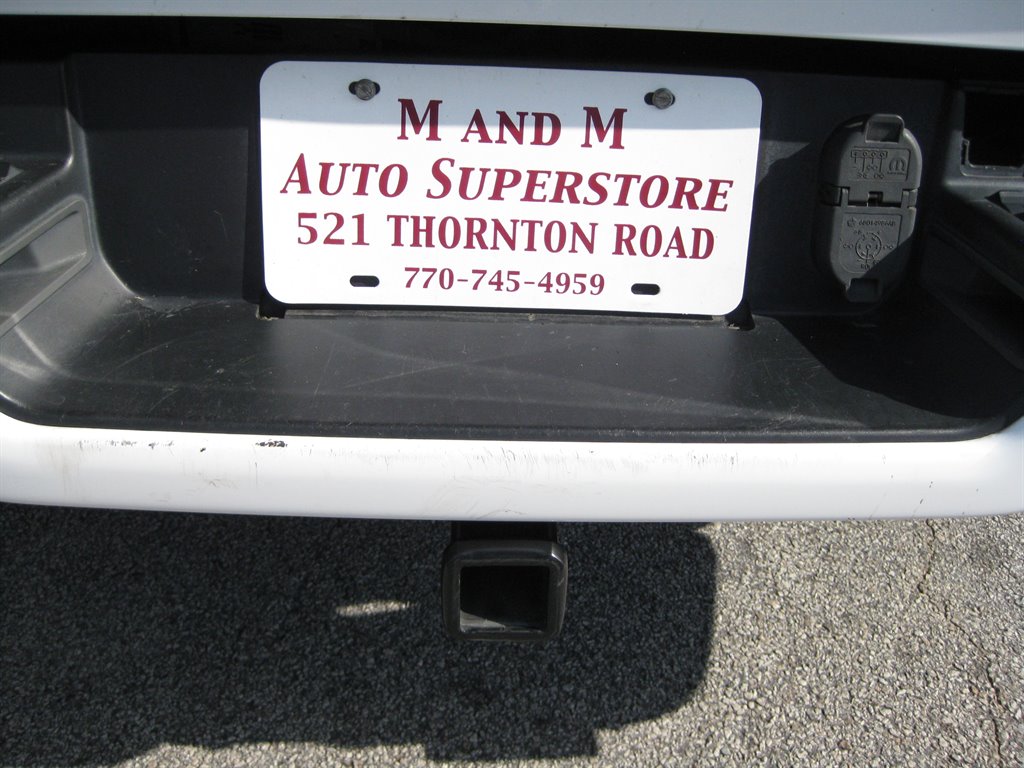 M AND M
AUTO SUPERSTORE
521 THORNTON ROAD
770-745-4959